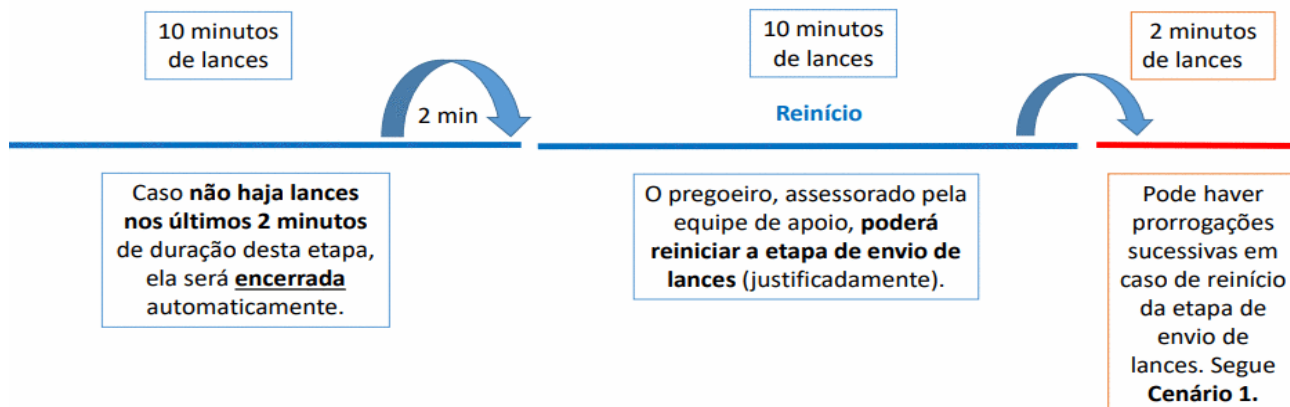 10 minutos
de lances
10 minutos
de lances
2 minutos
de lances
2 min
Reinício
Caso não haja lances
nos últimos 2 minutos
de duração desta etapa,
ela será encerrada
automaticamente.
O pregoeiro, assessorado pela
equipe de apoio, poderá
reiniciar a etapa de envio de
lances (justificadamente).
Pode haver
prorrogações
sucessivas em
caso de reinício
da etapa de
envio de
lances. Segue
Cenário 1.